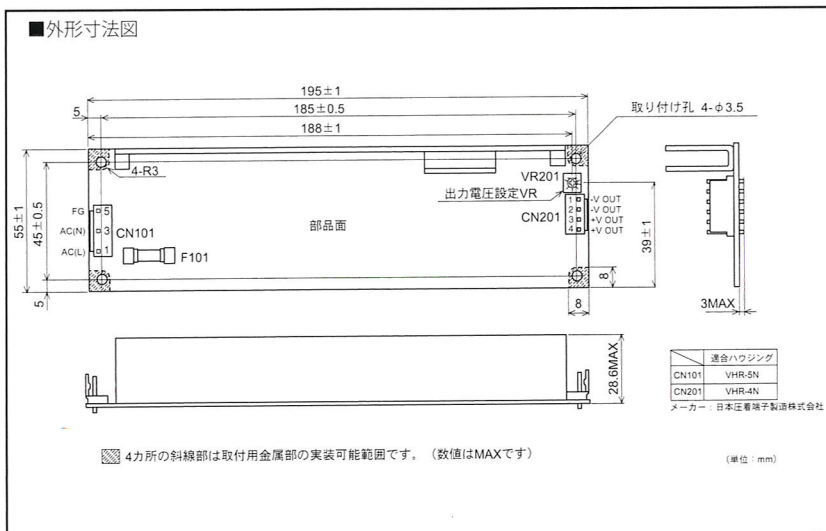 ■外形寸法図
195±1
185±0.5
5
188±1
取り付け孔 4-φ3.5
4-R3
VR201
出力電圧設定VR
55±1
45±0.5
5
FG
5
AC(N)
3
CN101
AC(L)
1
F101
部品面
CN201
1
-V OUT
2
-V OUT
3
+V OUT
4
+V OUT
39±1
8
8
3MAX
28.6MAX
適合ハウジング
CN101 VHR-5N
CN201 VHR-4N
メーカー:日本圧着端子製造株式会社
4カ所の斜線部は取付用金属部の実装可能範囲です。(数値はMAXです)
(単位:mm)